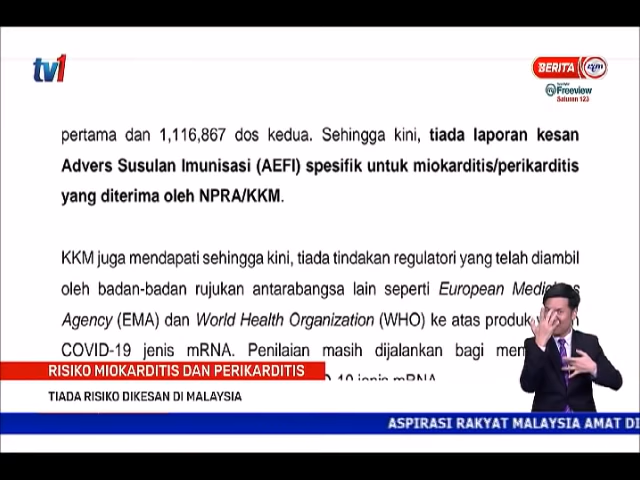 tv1
BERITA rtm
Freeview
Saluran 123
pertama dan 1,116,867 dos kedua. Sehingga kini, tiada laporan kesan
Advers Susulan Imunisasi (AEFI) spesifik untuk miokarditis/perikarditis
yang diterima oleh NPRA/KKM.
KKM juga mendapati sehingga kini, tiada tindakan regulatori yang telah diambil
oleh badan-badan rujukan antarabangsa lain seperti European Medicines
Agency (EMA) dan World Health Organization (WHO) ke atas produk
COVID-19 jenis mRNA. Penilaian masih dijalankan bagi
jenis mRNA.
RISIKO MIOKARDITIS DAN PERIKARDITIS
TIADA RISIKO DIKESAN DI MALAYSIA
ASPIRASI RAKYAT MALAYSIA AMAT DI